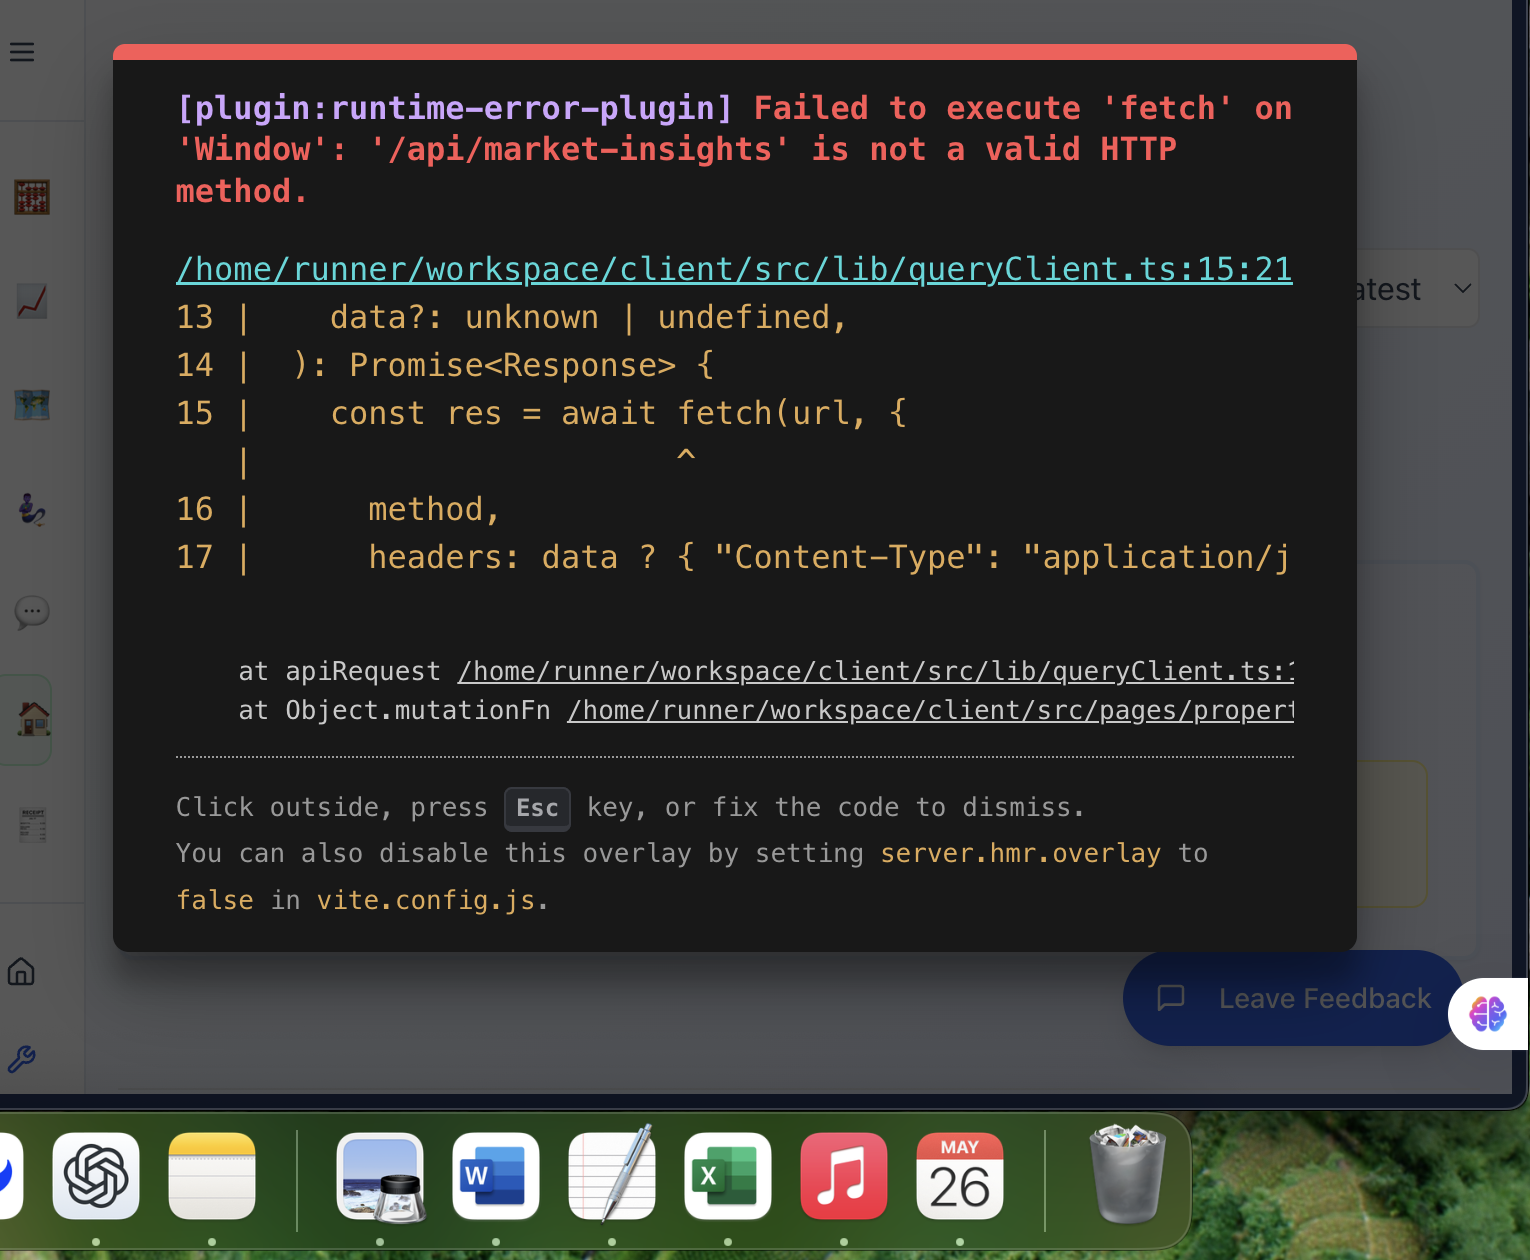 [plugin:runtime-error-plugin] Failed to execute 'fetch' on
'Window': '/api/market-insights' is not a valid HTTP
method.
/home/runner/workspace/client/src/lib/queryClient.ts:15:21
13 |    data?: unknown | undefined,
14 |  ): Promise<Response> {
15 |    const res = await fetch(url, {
   |                      ^
16 |      method,
17 |      headers: data ? { "Content-Type": "application/j
at apiRequest /home/runner/workspace/client/src/lib/queryClient.ts:1
at Object.mutationFn /home/runner/workspace/client/src/pages/propert
Click outside, press Esc key, or fix the code to dismiss.
You can also disable this overlay by setting server.hmr.overlay to
false in vite.config.js.
atest
RECEIPT
Leave Feedback
W
X
MAY
26